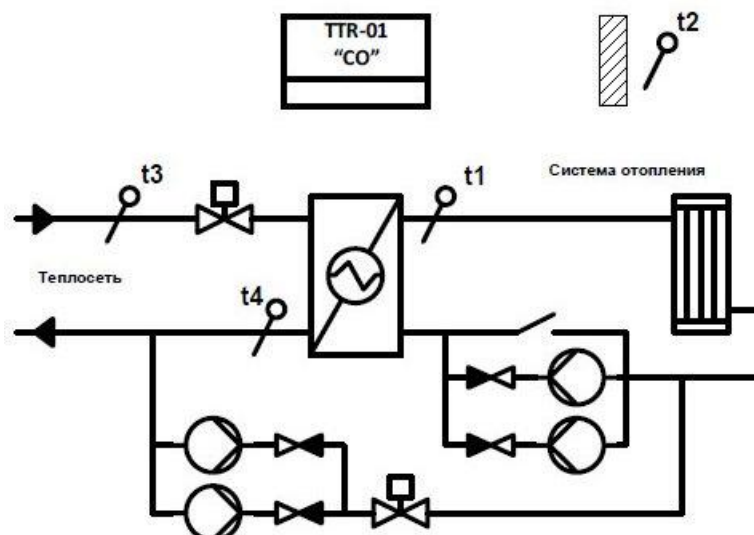 TTR-01
“CO”
t2
t3
t1
Система отопления
Теплосеть
t4